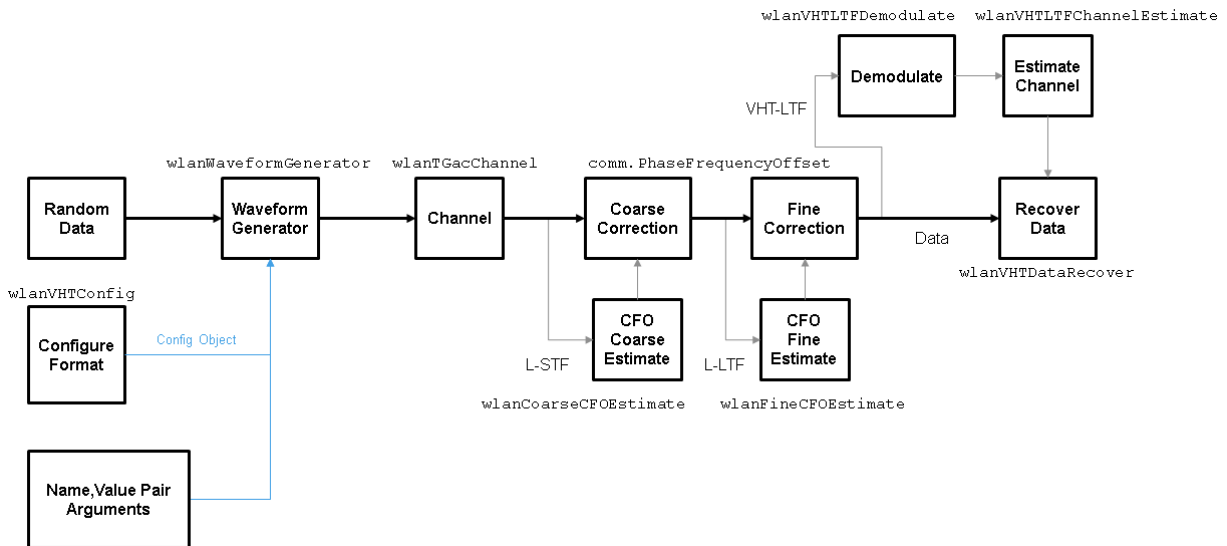 wlanVHTLTFDemodulate
wlanVHTLTFChannelEstimate
Demodulate
Estimate
Channel
VHT-LTF
wlanWaveformGenerator
wlanTGacChannel
comm.PhaseFrequencyOffset
Random
Data
Waveform
Generator
Channel
Coarse
Correction
Fine
Correction
Data
Recover
Data
wlanVHTDataRecover
wlanVHTConfig
Configure
Format
Config Object
L-STF
CFO
Coarse
Estimate
L-LTF
CFO
Fine
Estimate
wlanCoarseCFOEstimate
wlanFineCFOEstimate
Name,Value Pair
Arguments